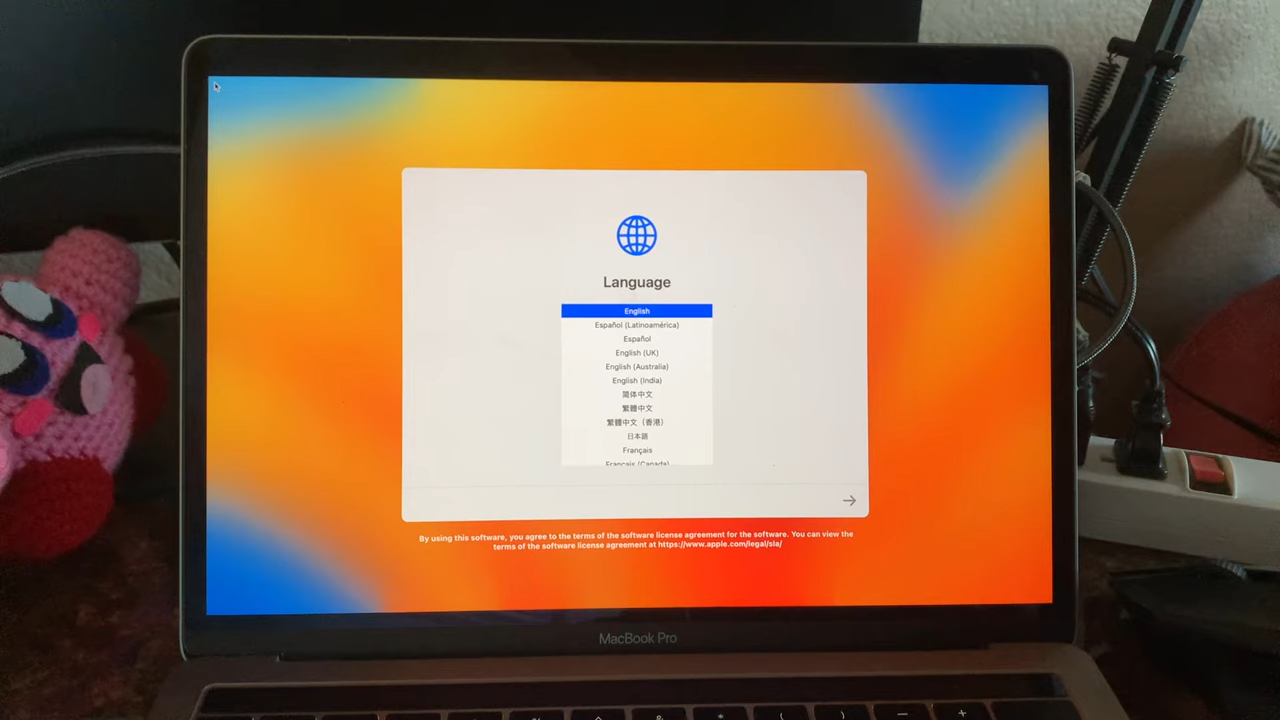 Language
English
Español (Latinoamérica)
Español
English (UK)
English (Australia)
English (India)
简体中文
繁體中文
繁體中文（香港）
日本語
Français
Français (Canada)
By using this software, you agree to the terms of the software license agreement for the software. You can view the
terms of the software license agreement at https://www.apple.com/legal/sla/
MacBook Pro